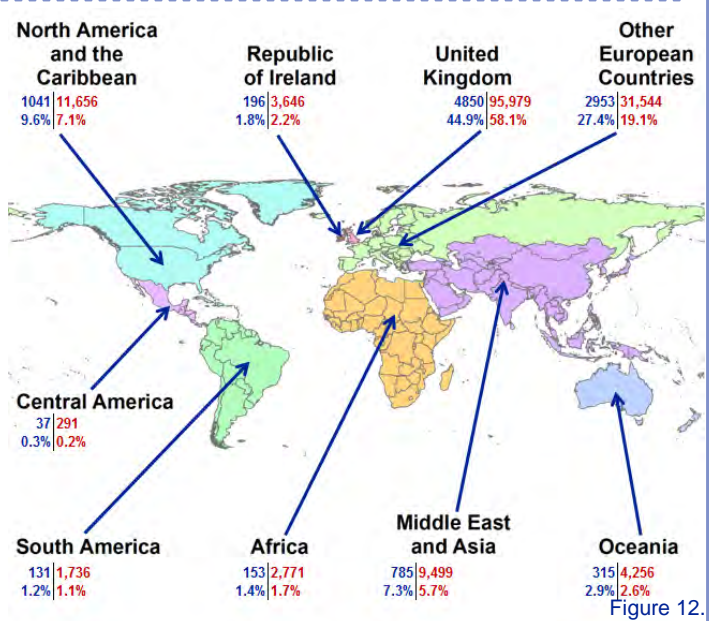 North America
and the
Caribbean
1041 11,656
9.6% 7.1%
Republic
of Ireland
196 3,646
1.8% 2.2%
United
Kingdom
4850 95,979
44.9% 58.1%
Other
European
Countries
2953 31,544
27.4% 19.1%
Central America
37 291
0.3% 0.2%
South America
131 1,736
1.2% 1.1%
Africa
153 2,771
1.4% 1.7%
Middle East
and Asia
785 9,499
7.3% 5.7%
Oceania
315 4,256
2.9% 2.6%
Figure 12.